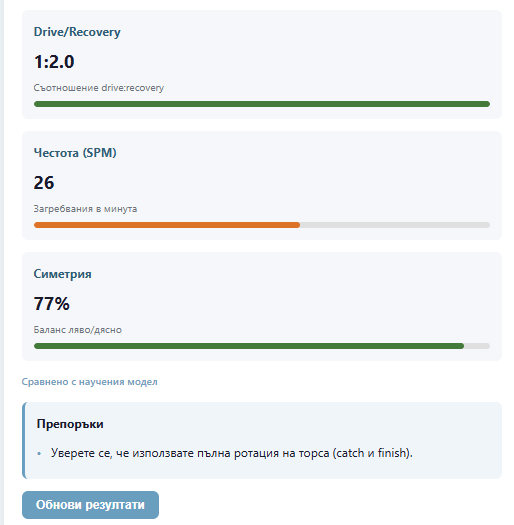 Drive/Recovery
1:2.0
Съотношение drive:recovery
Честота (SPM)
26
Загребвания в минута
Симетрия
77%
Баланс ляво/дясно
Сравнено с научения модел
Препоръки
• Уверете се, че използвате пълна ротация на торса (catch и finish).
Обнови резултати